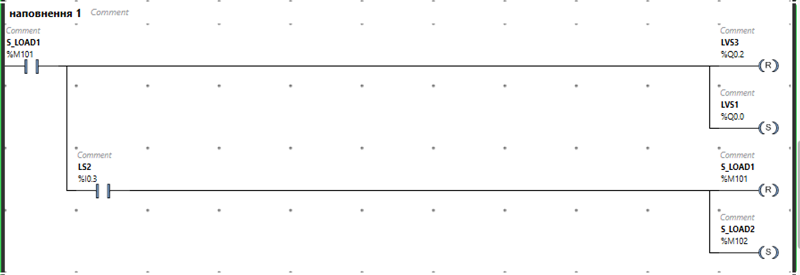 наповнення 1 Comment
Comment
S_LOAD1
%M101
Comment
LVS3
%Q0.2
R
Comment
LVS1
%Q0.0
S
Comment
LS2
%I0.3
Comment
S_LOAD1
%M101
R
Comment
S_LOAD2
%M102
S